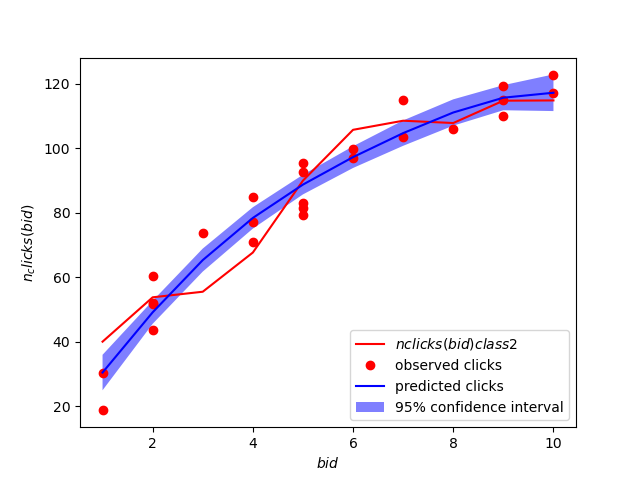 120
100
80
60
40
20
n_clicks(bid)
2
4
6
8
10
bid
nclicks(bid)class2
observed clicks
predicted clicks
95% confidence interval